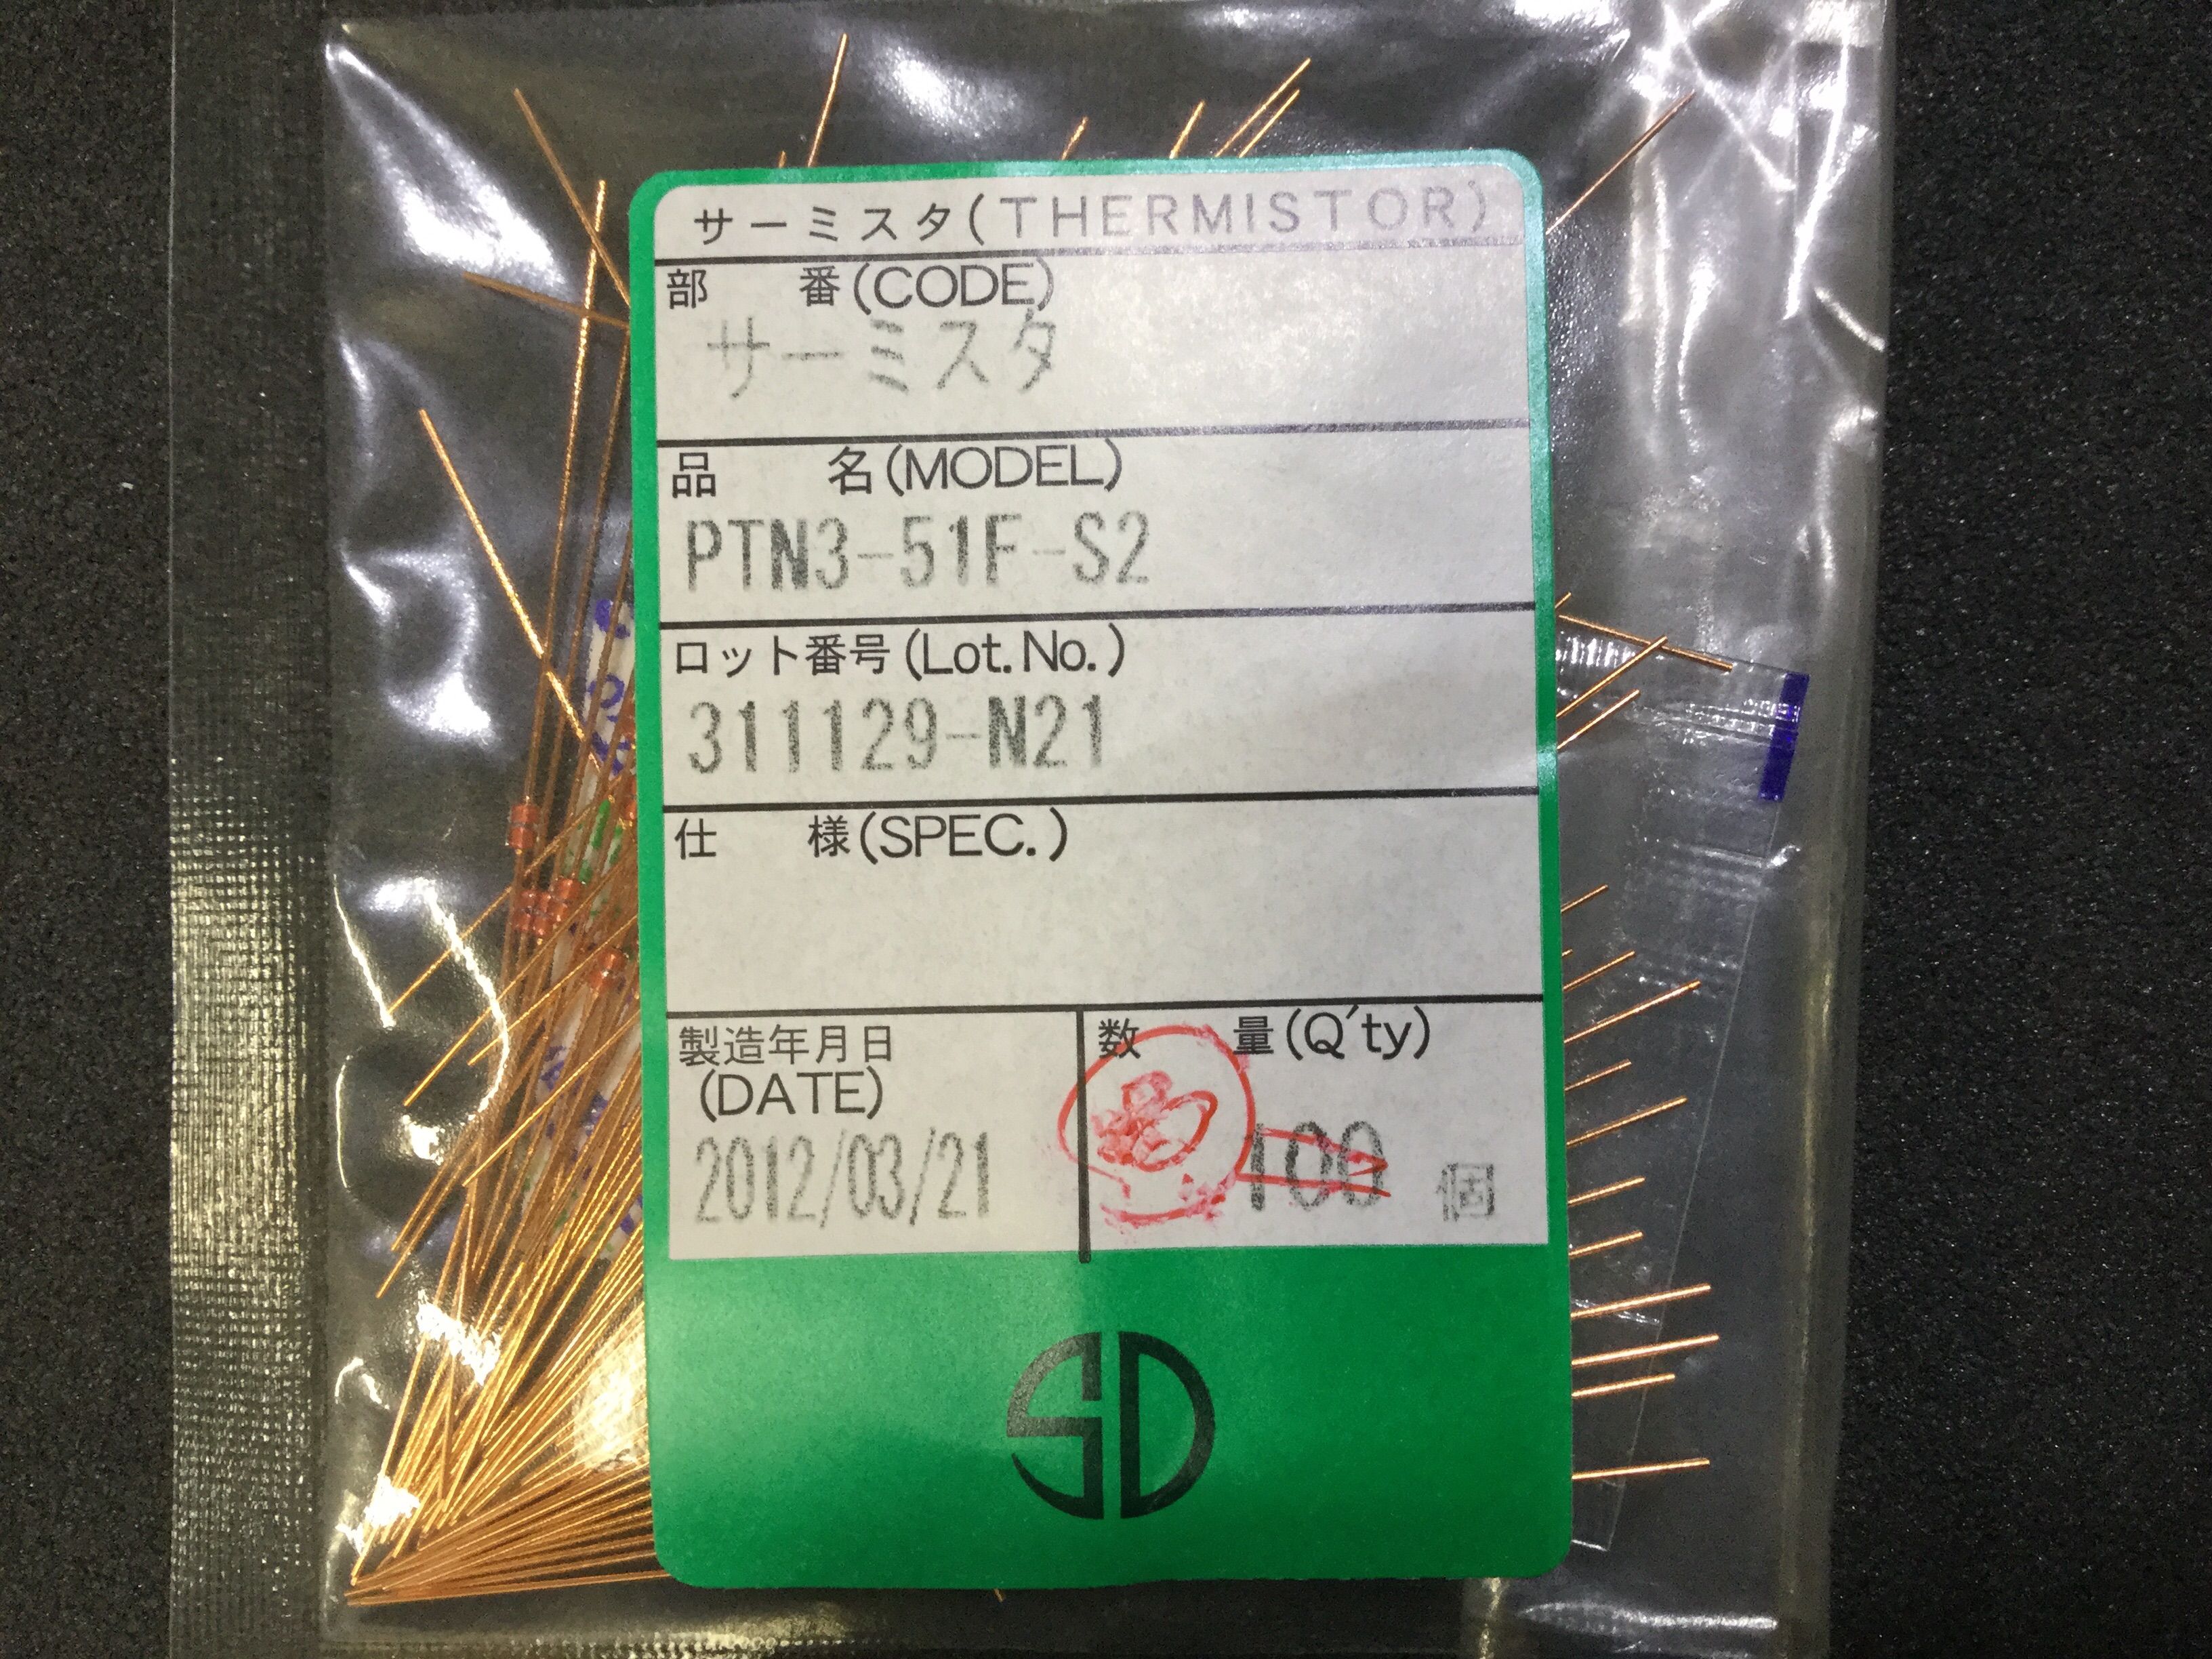 サーミスタ(THERMISTOR)
部 番(CODE)
サーミスタ
品 名(MODEL)
PTN3-51F-S2
ロット番号(Lot.No.)
311129-N21
仕 様(SPEC.)
製造年月日
(DATE)
2012/03/21
数 量(Q'ty)
100 個
SD